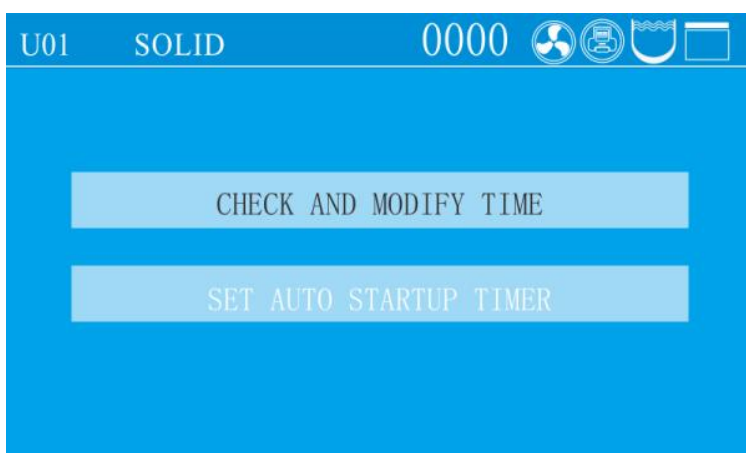 U01 SOLID 0000
CHECK AND MODIFY TIME
SET AUTO STARTUP TIMER